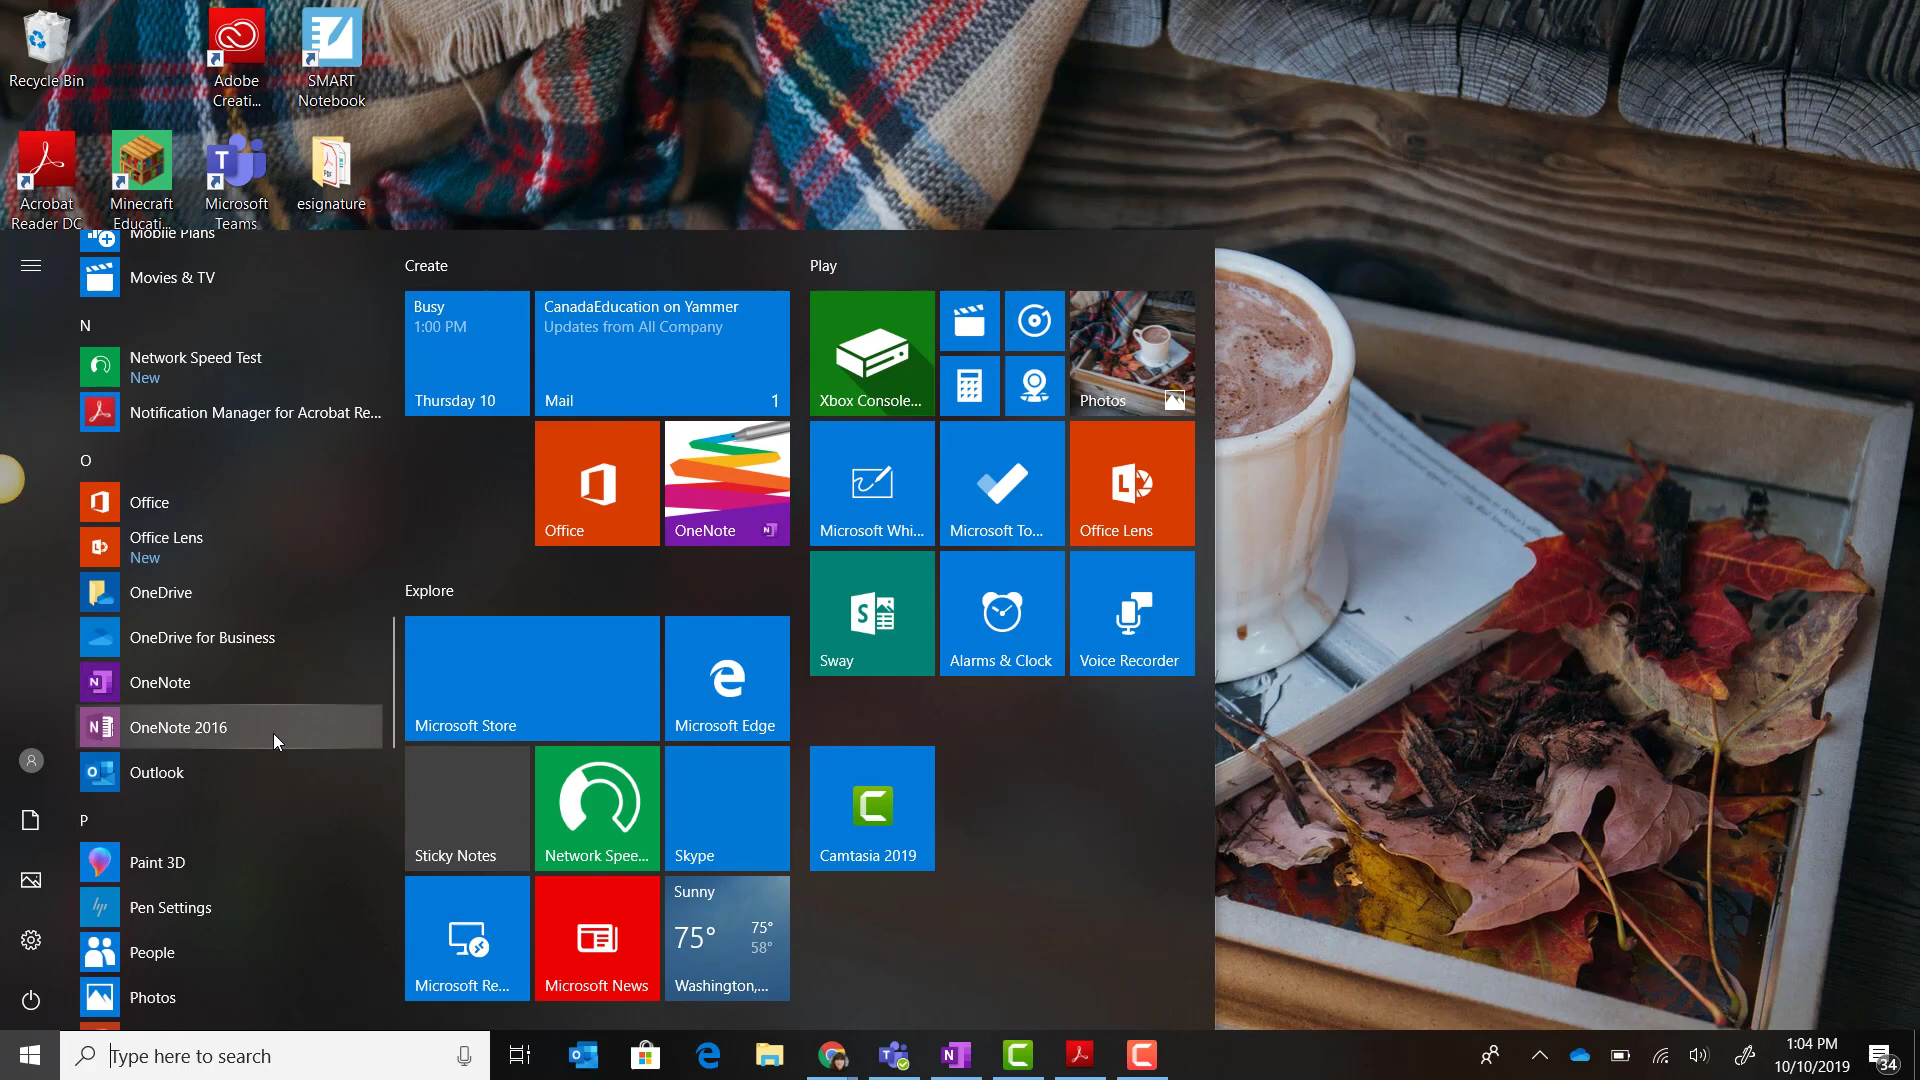 Recycle Bin
Adobe
Creati...
SMART
Notebook
Acrobat
Reader DC
Minecraft
Educati...
Microsoft
Teams
esignature
Mobile Plans
Movies & TV
N
Network Speed Test
New
Notification Manager for Acrobat Re...
O
Office
Office Lens
New
OneDrive
OneDrive for Business
OneNote
OneNote 2016
Outlook
P
Paint 3D
Pen Settings
People
Photos
Create
Busy
1:00 PM
Thursday 10
CanadaEducation on Yammer
Updates from All Company
Mail 1
Office
OneNote
Explore
Microsoft Store
Microsoft Edge
Sticky Notes
Network Spee...
Skype
Microsoft Re...
Microsoft News
Sunny
75° 75°
58°
Washington,...
Play
Xbox Console...
Photos
Microsoft Whi...
Microsoft To...
Office Lens
Sway
Alarms & Clock
Voice Recorder
Camtasia 2019
Type here to search
1:04 PM
10/10/2019
34